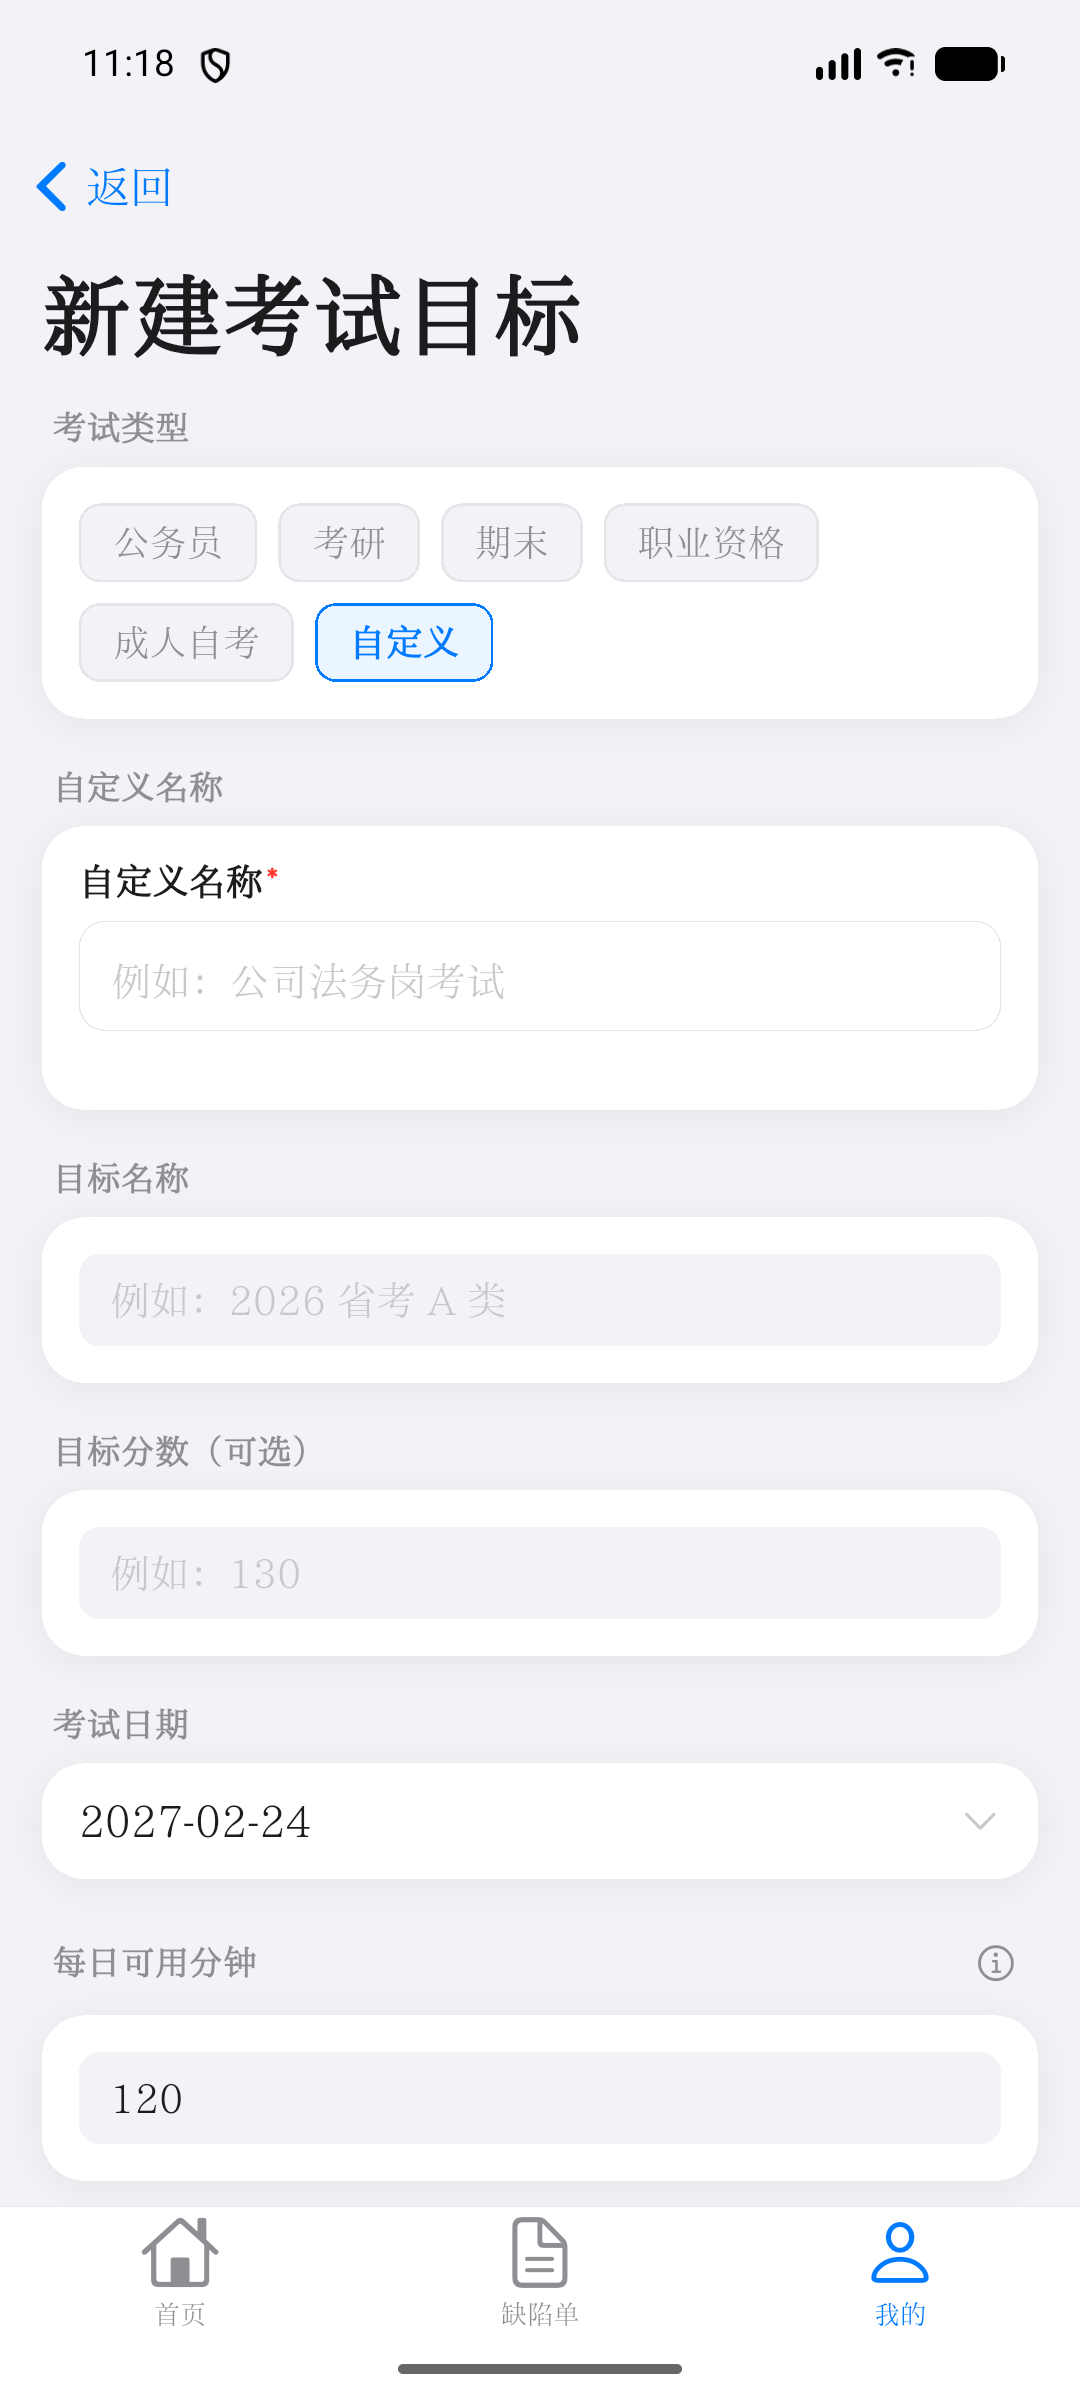 11:18
返回
新建考试目标
考试类型
公务员 考研 期末 职业资格
成人自考 自定义
自定义名称
自定义名称*
例如：公司法务岗考试
目标名称
例如：2026 省考 A 类
目标分数（可选）
例如：130
考试日期
2027-02-24
每日可用分钟
120
首页 缺陷单 我的